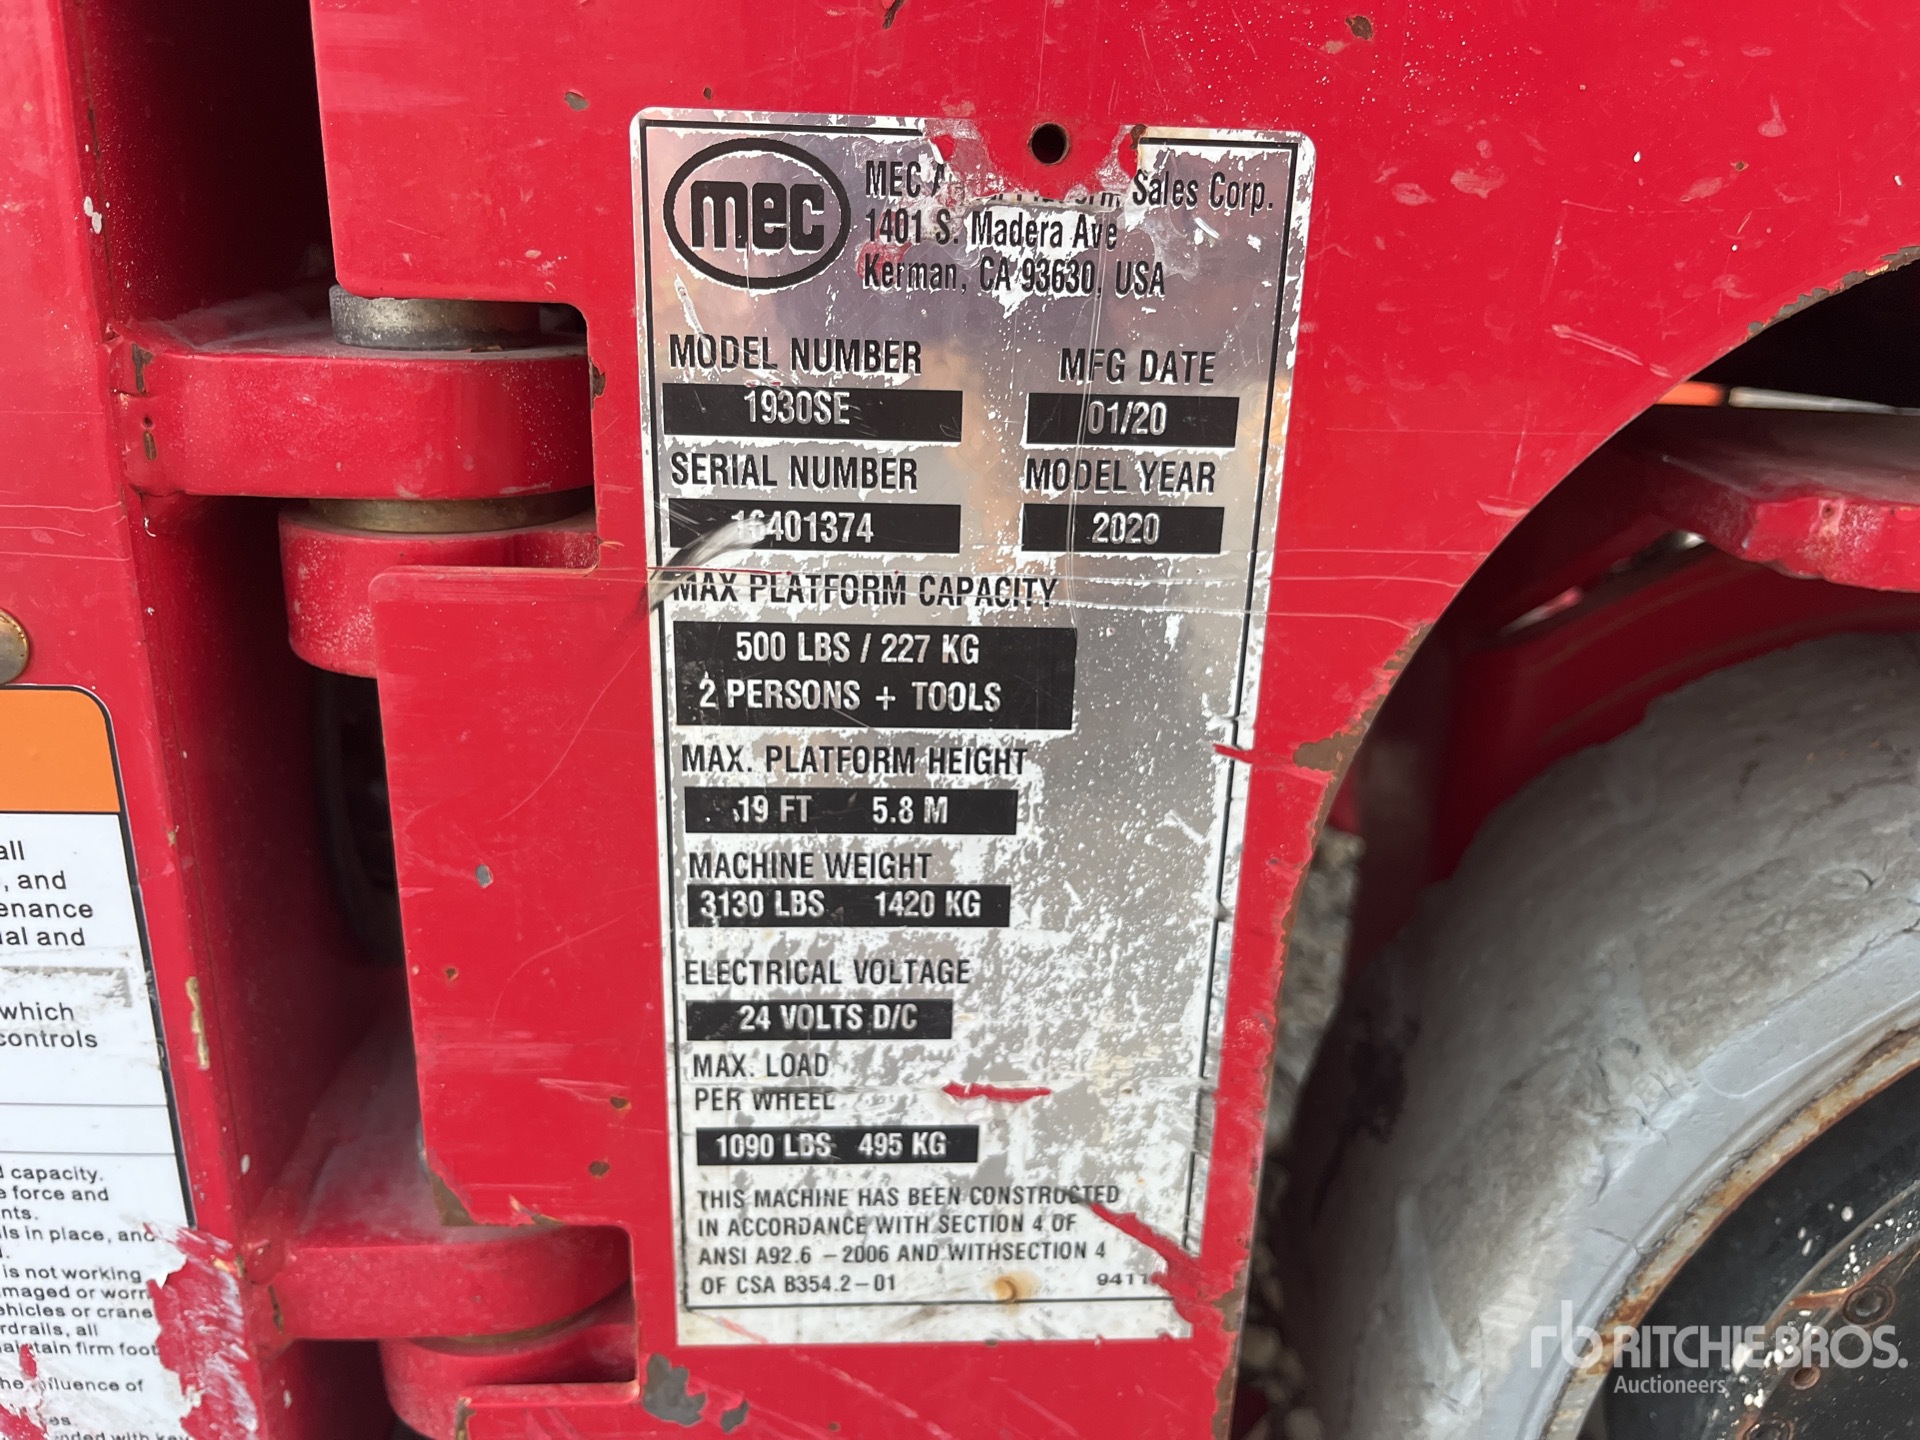 mec
MEC Sales Corp.
1401 S. Madera Ave
Kerman, CA 93630, USA
MODEL NUMBER
MFG DATE
1930SE
01/20
SERIAL NUMBER
MODEL YEAR
16401374
2020
MAX PLATFORM CAPACITY
500 LBS / 227 KG
2 PERSONS + TOOLS
MAX. PLATFORM HEIGHT
19 FT 5.8 M
MACHINE WEIGHT
3130 LBS 1420 KG
ELECTRICAL VOLTAGE
24 VOLTS D/C
MAX. LOAD
PER WHEEL
1090 LBS 495 KG
THIS MACHINE HAS BEEN CONSTRUCTED
IN ACCORDANCE WITH SECTION 4 OF
ANSI A92.6 - 2006 AND WITHSECTION 4
OF CSA B354.2-01
all
, and
enance
ual and
which
controls
d capacity.
e force and
nts.
ls in place, and
is not working
maged or worn
ehicles or crane
rdrails, all
maintain firm foot
he influence of
rb RITCHIE BROS.
Auctioneers